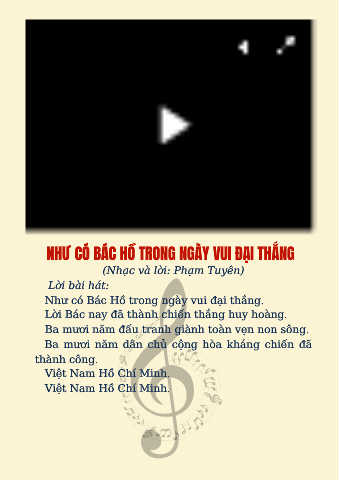 NHƯ CÓ BÁC HỒ TRONG NGÀY VUI ĐẠI THẮNG
(Nhạc và lời: Phạm Tuyên)
Lời bài hát:
Như có Bác Hồ trong ngày vui đại thắng.
Lời Bác nay đã thành chiến thắng huy hoàng.
Ba mươi năm đấu tranh giành toàn vẹn non sông.
Ba mươi năm dân chủ cộng hòa kháng chiến đã
thành công.
Việt Nam Hồ Chí Minh.
Việt Nam Hồ Chí Minh.